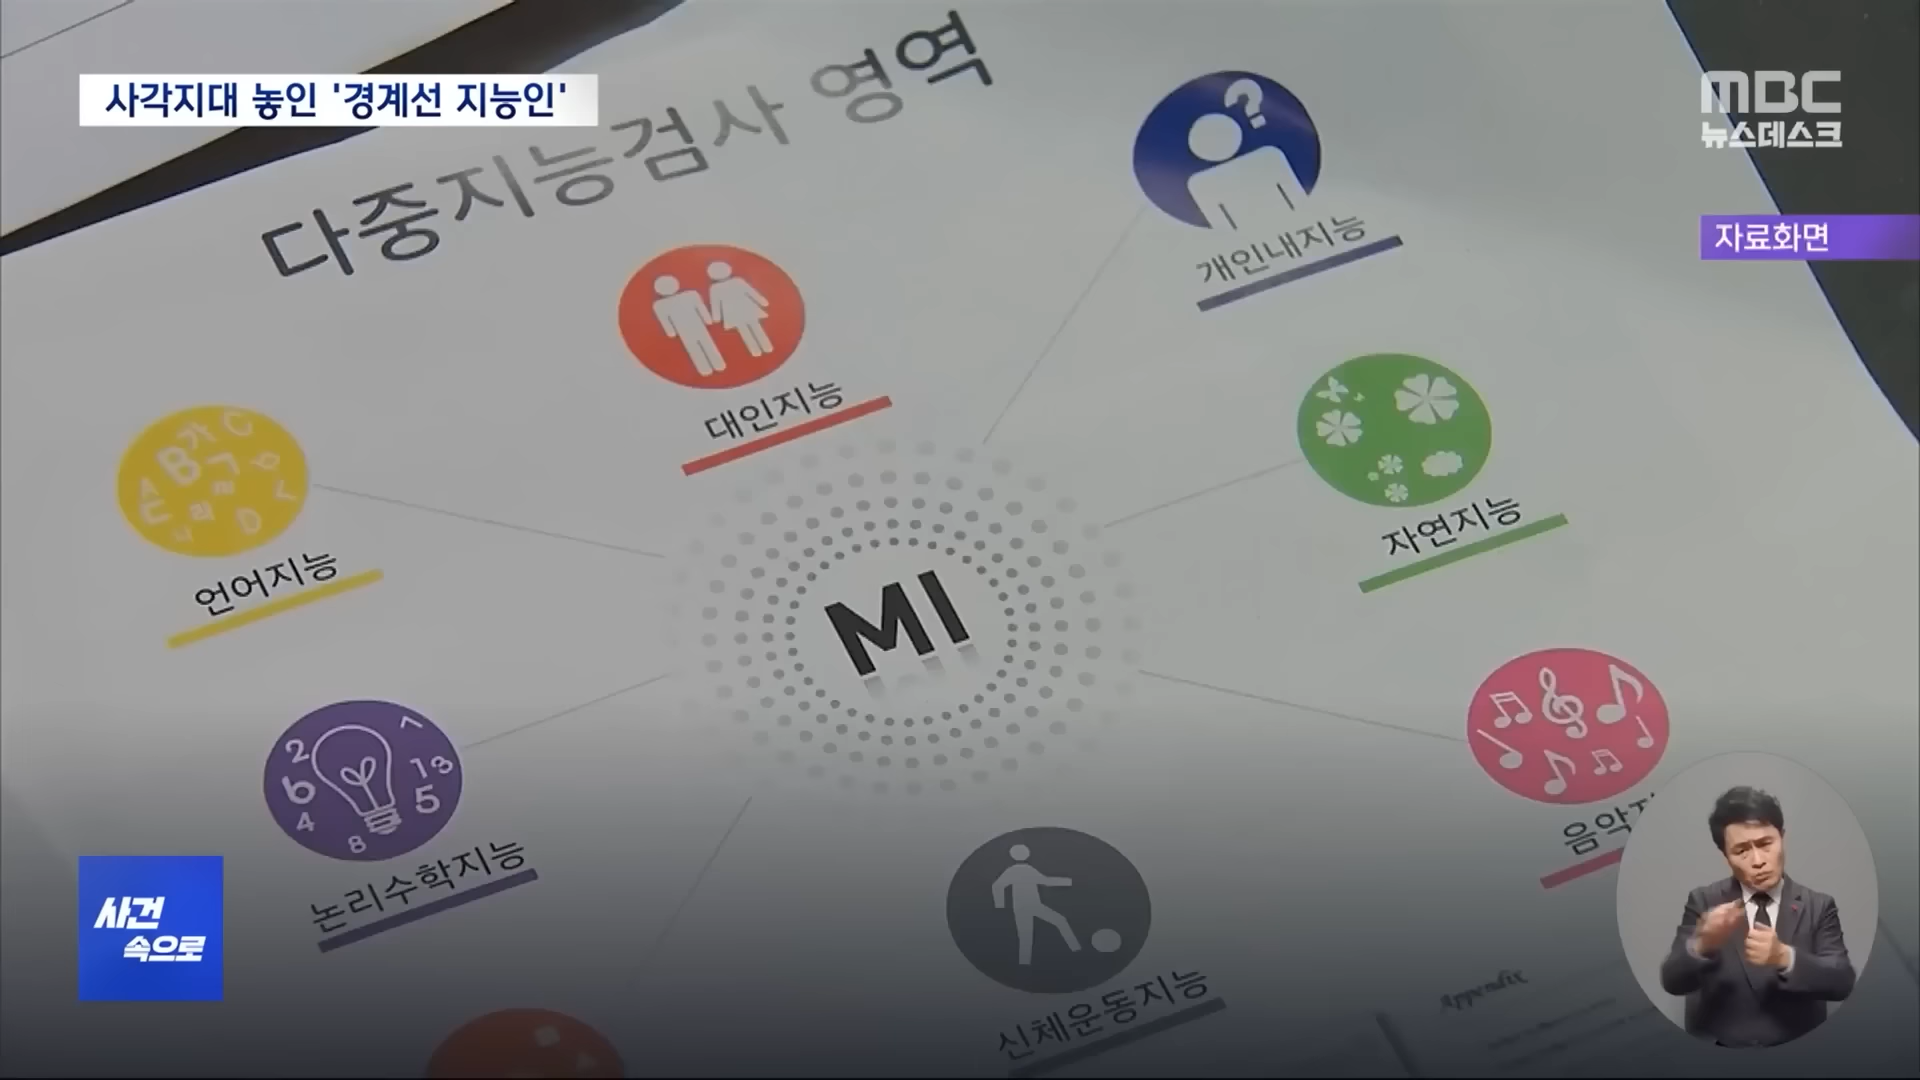 사각지대 놓인 '경계선 지능인'
MBC
뉴스데스크
자료화면
다중지능검사 영역
개인내지능
대인지능
자연지능
언어지능
MI
논리수학지능
신체운동지능
음악
Appendix
사건
속으로